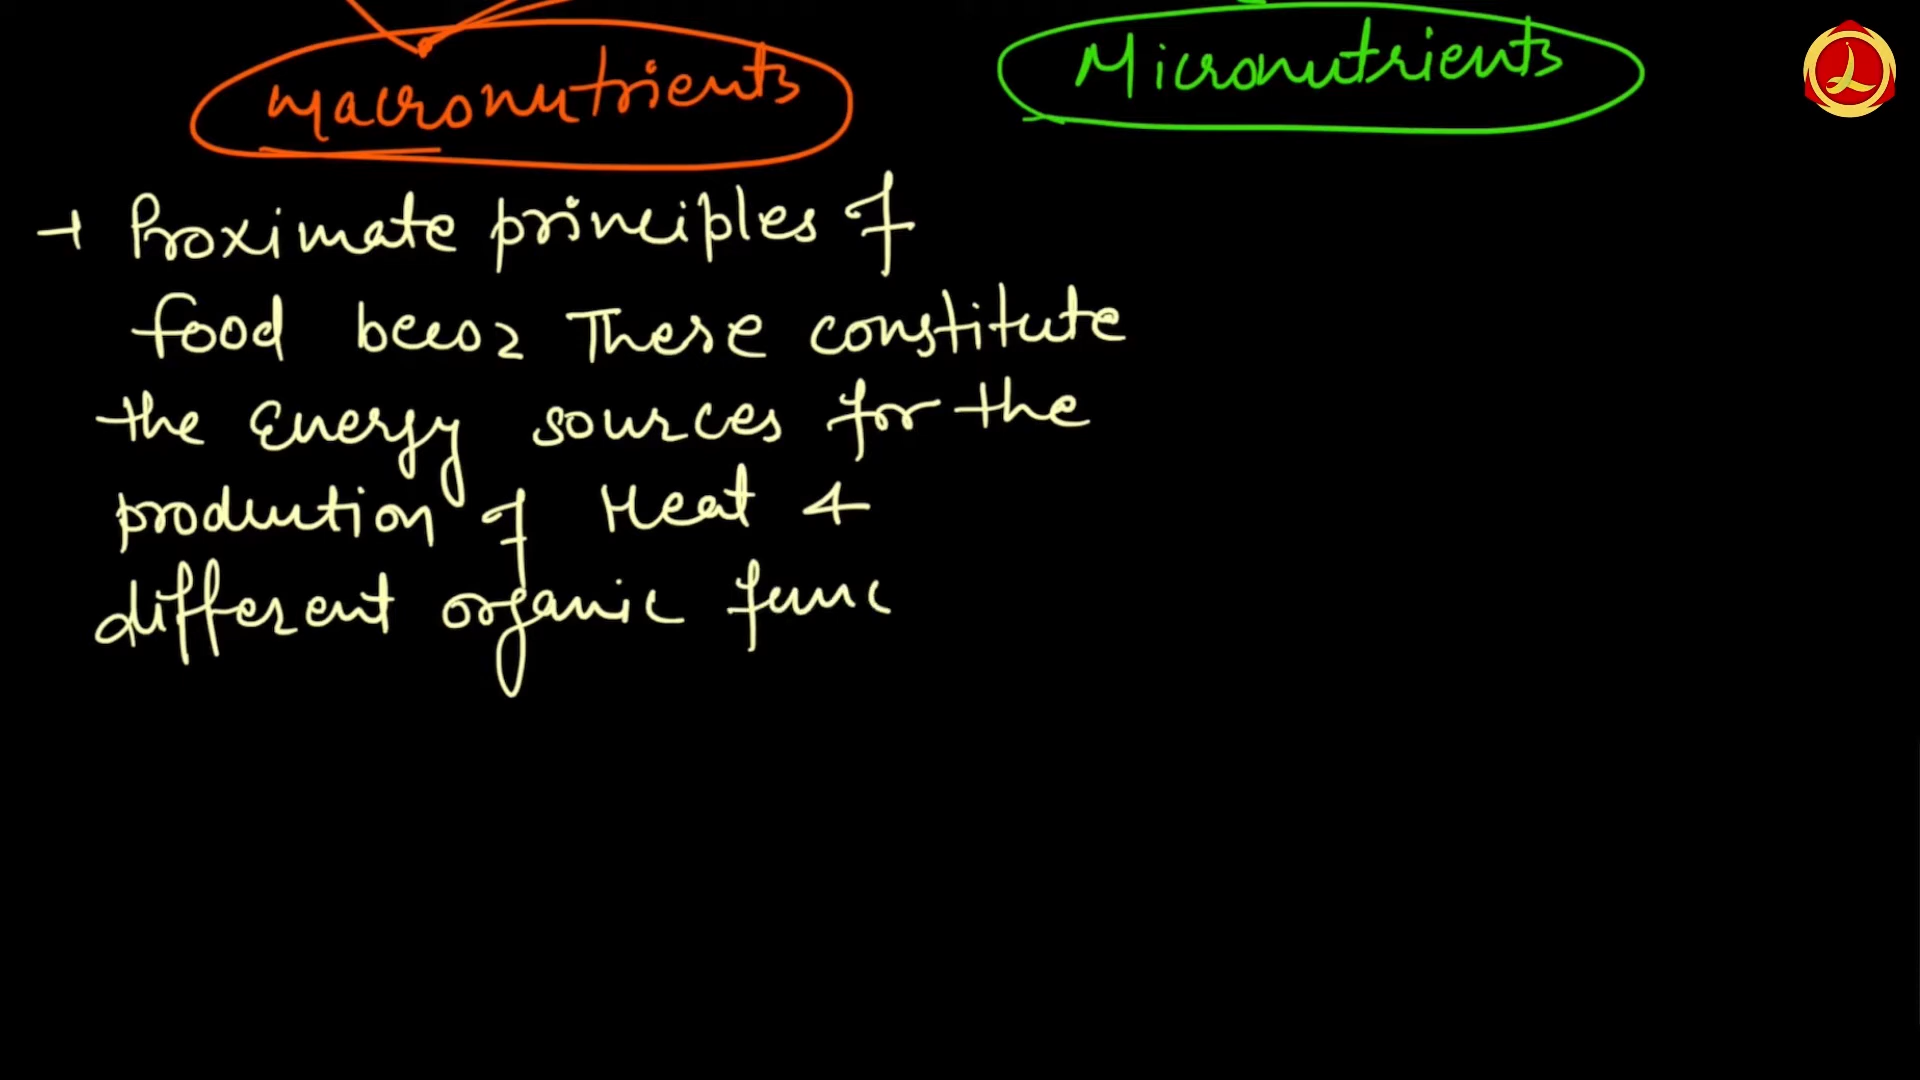 macronutrients
Micronutrients
→ Proximate principles of
food becoz These constitute
the Energy sources for the
production of Heat &
different organic func